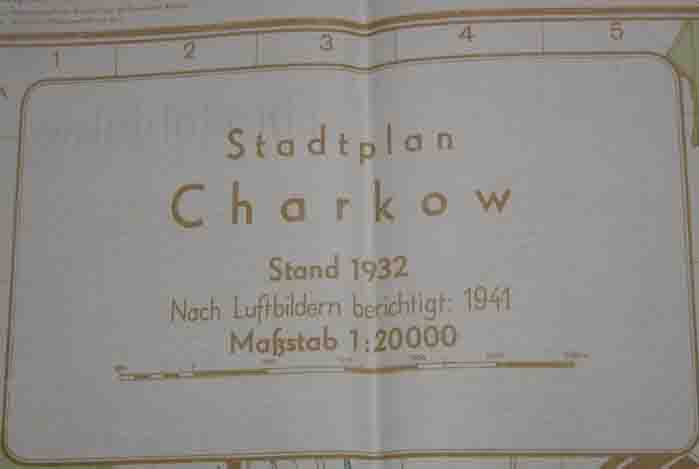 1 2 3 4 5
A
Stadtplan
Charkow
Stand 1932
Nach Luftbildern berichtigt: 1941
Maßstab 1:20000